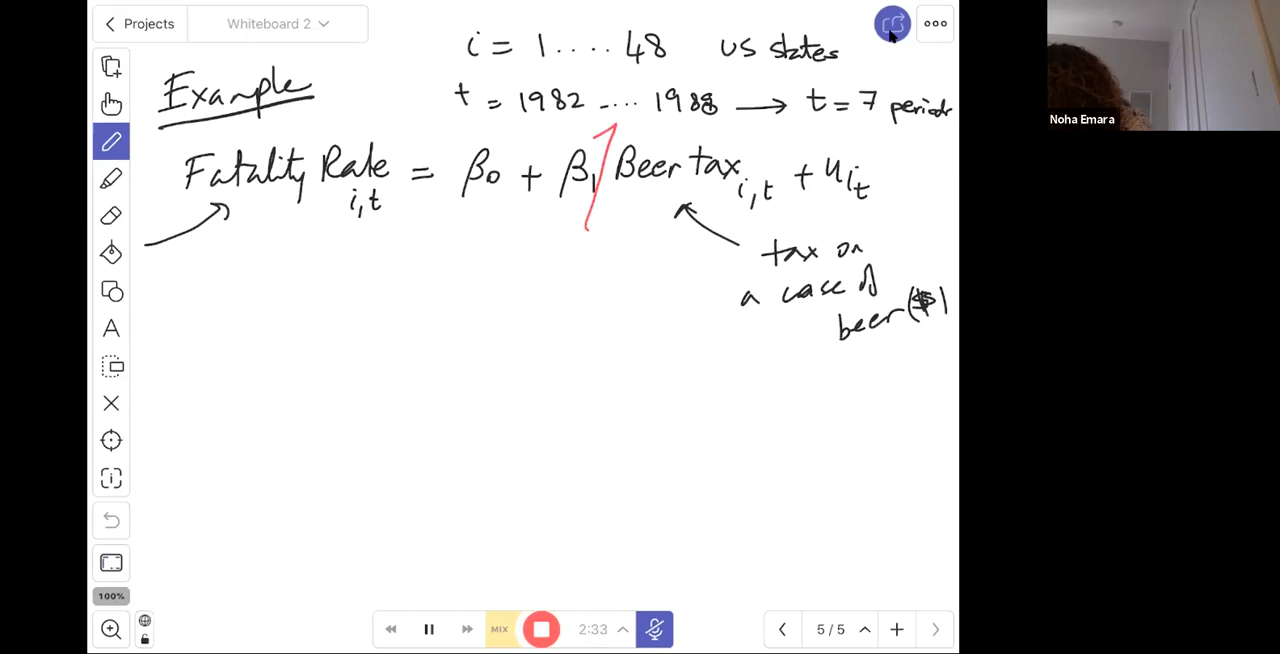 Projects
Whiteboard 2
Example
i = 1 .... 48 US states
t = 1982 .... 1988 → t = 7 periods
Fatality Rate i,t = β0 + β1 Beer tax i,t + u it
tax on
a case of
beer ($)
Noha Emara
A
100%
MIX
2:33
5 / 5